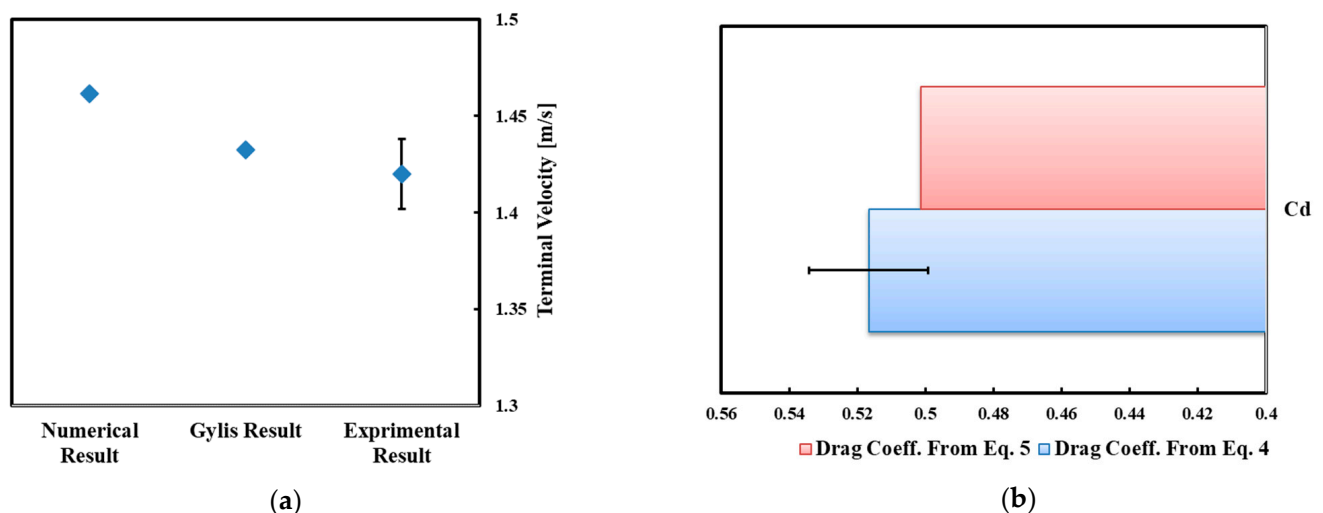 1.5
1.45
1.4
1.35
1.3
Terminal Velocity [m/s]
Numerical
Result
Gylis Result
Exprimental
Result
(a)
Cd
0.56 0.54 0.52 0.5 0.48 0.46 0.44 0.42 0.4
Drag Coeff. From Eq. 5 Drag Coeff. From Eq. 4
(b)